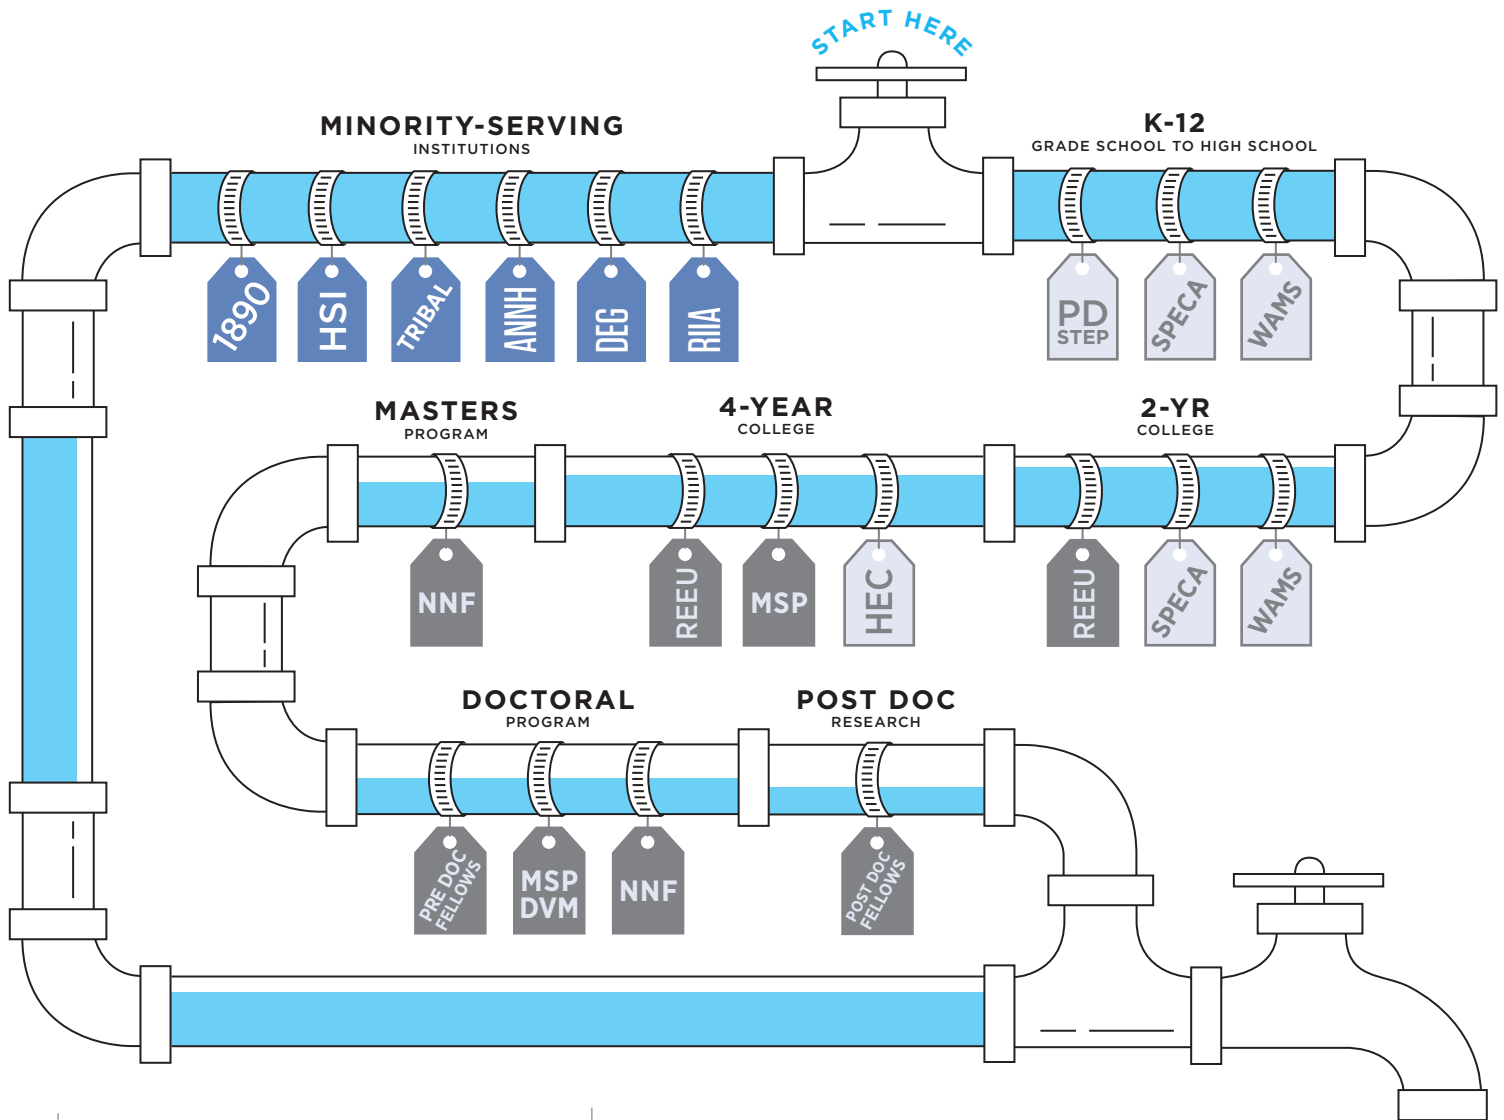 START HERE
MINORITY-SERVING
INSTITUTIONS
K-12
GRADE SCHOOL TO HIGH SCHOOL
1890
HSI
TRIBAL
ANNH
DEG
RIIA
PD
STEP
SPECA
WAMS
MASTERS
PROGRAM
4-YEAR
COLLEGE
2-YR
COLLEGE
NNF
REEU
MSP
HEC
REEU
SPECA
WAMS
DOCTORAL
PROGRAM
POST DOC
RESEARCH
PRE DOC
FELLOWS
MSP
DVM
NNF
POST DOC
FELLOWS